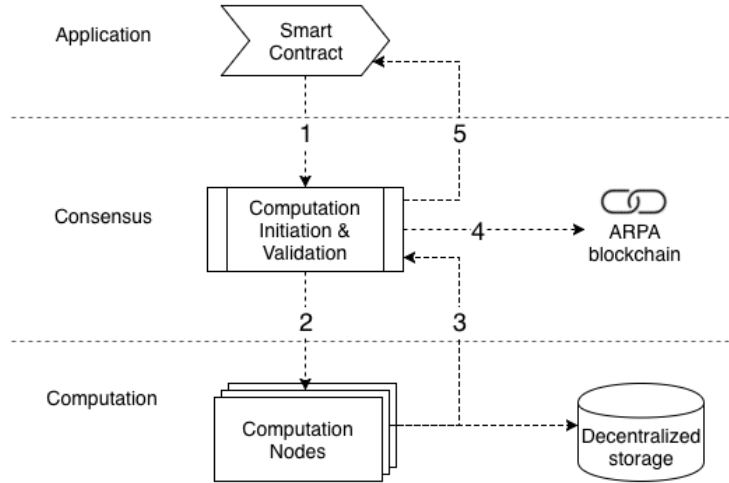 Application
Smart
Contract
1
5
Consensus
Computation
Initiation &
Validation
4
ARPA
blockchain
2
3
Computation
Computation
Nodes
Decentralized
storage